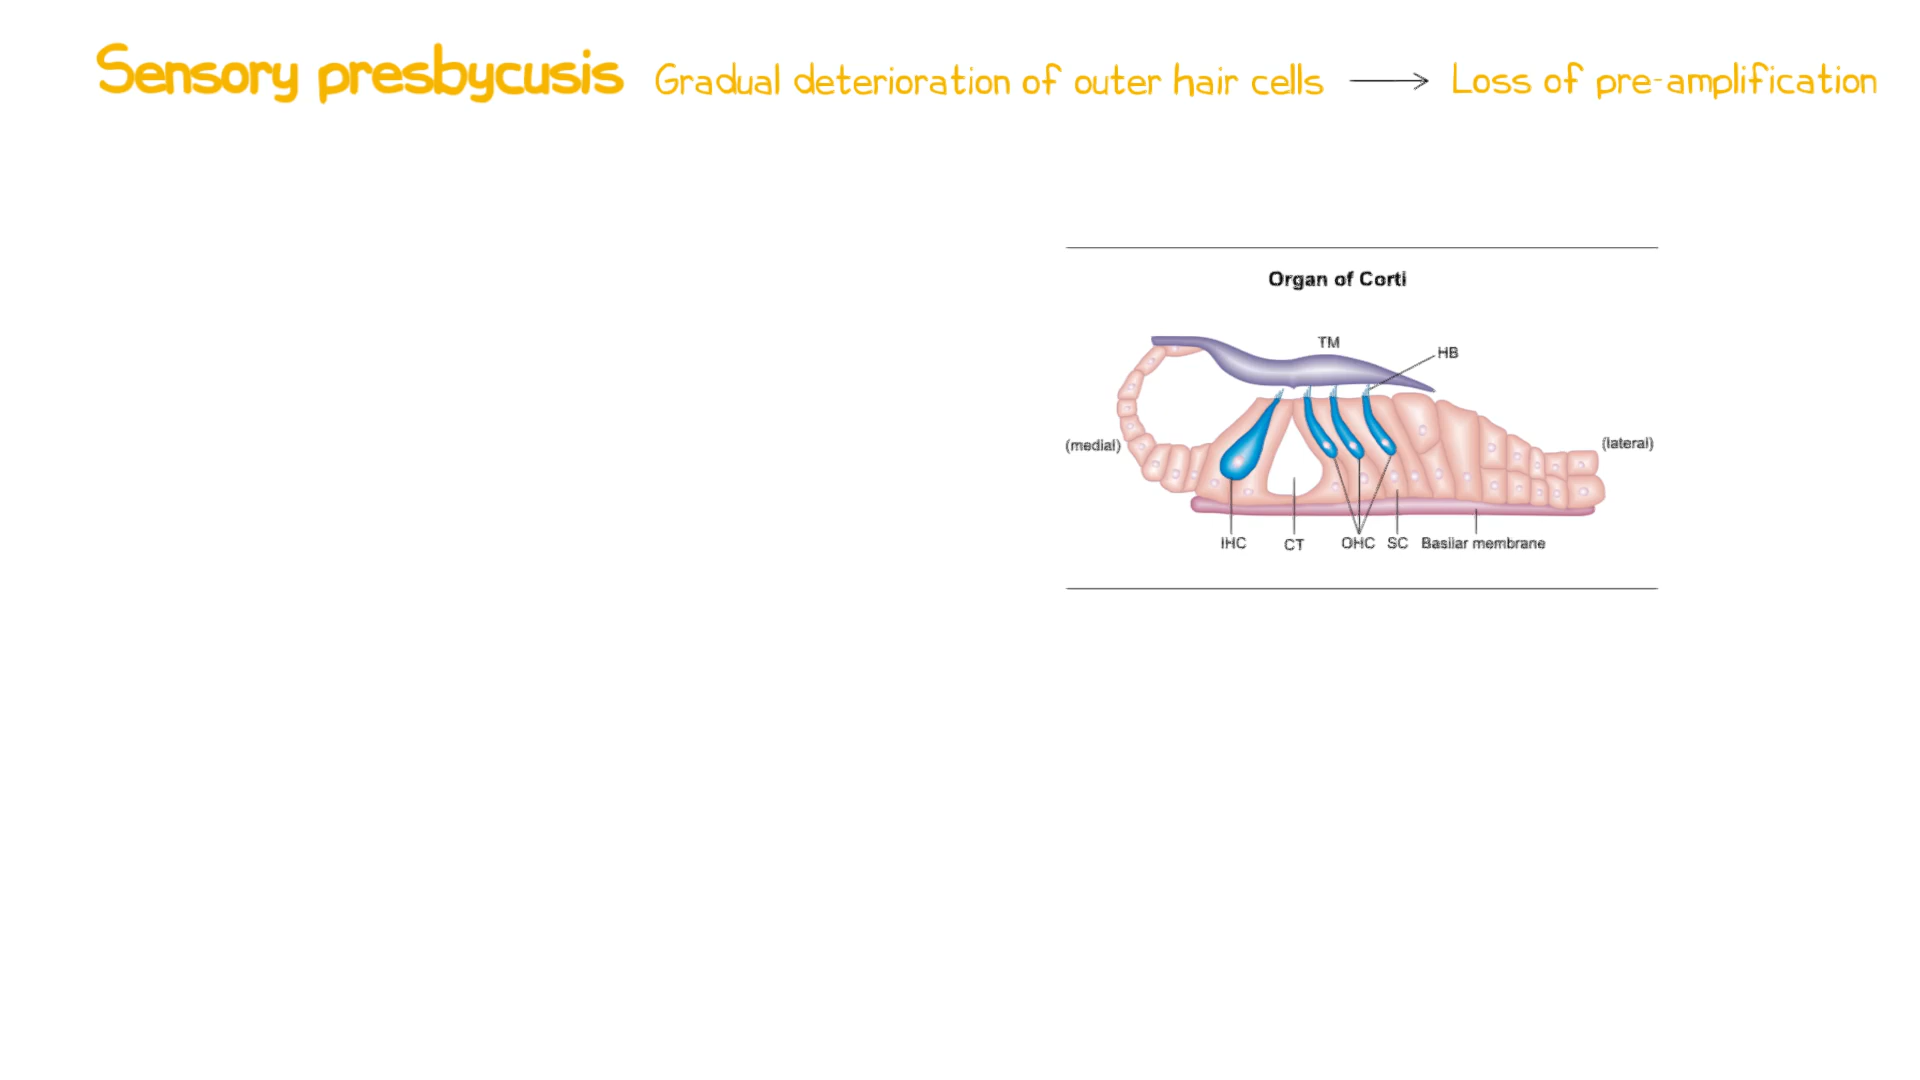 Sensory presbycusis Gradual deterioration of outer hair cells → Loss of pre-amplification
Organ of Corti
TM
HB
(medial)
(lateral)
IHC CT OHC SC Basilar membrane